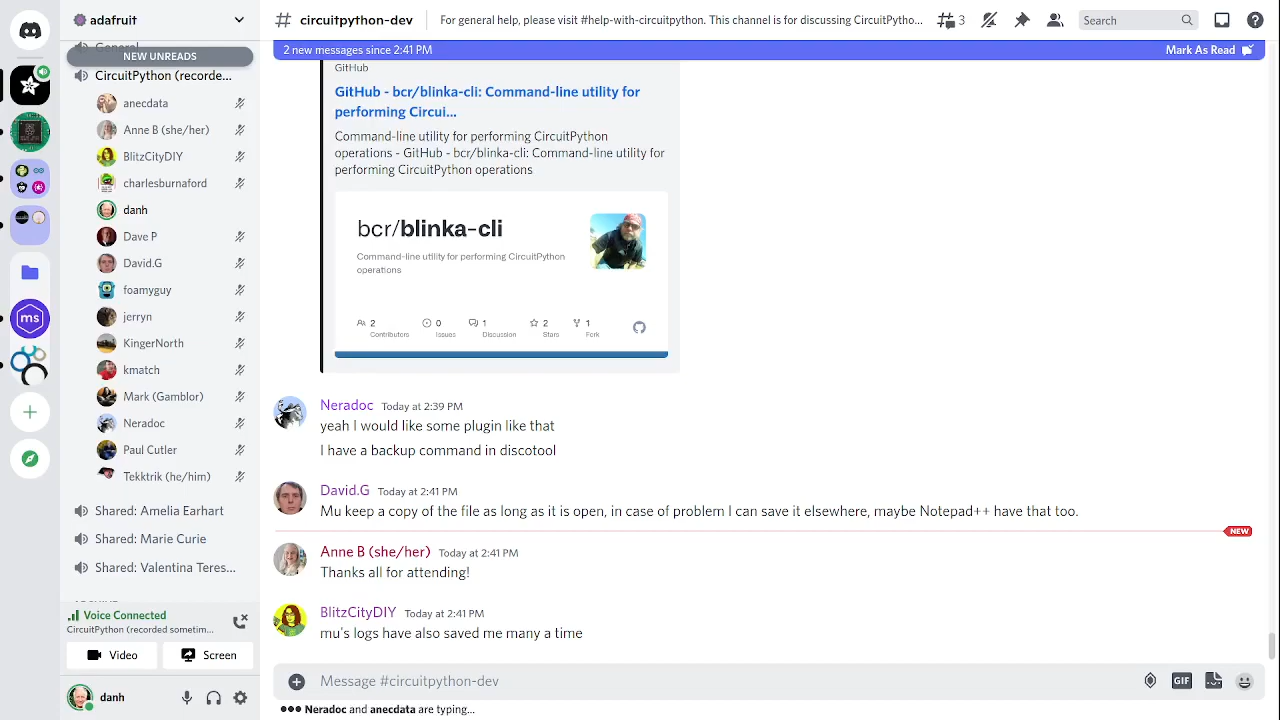 adafruit
General
NEW UNREADS
CircuitPython (recorde...
anecdata
Anne B (she/her)
BlitzCityDIY
charlesburnaford
danh
Dave P
David.G
foamyguy
jerryn
KingerNorth
kmatch
Mark (Gamblor)
Neradoc
Paul Cutler
Tekktrik (he/him)
Shared: Amelia Earhart
Shared: Marie Curie
Shared: Valentina Teres...
Voice Connected
CircuitPython (recorded sometim...
Video
Screen
danh
ms
# circuitpython-dev
For general help, please visit #help-with-circuitpython. This channel is for discussing CircuitPytho...
3
Search
2 new messages since 2:41 PM
Mark As Read
GitHub
GitHub - bcr/blinka-cli: Command-line utility for
performing Circui...
Command-line utility for performing CircuitPython
operations - GitHub - bcr/blinka-cli: Command-line utility for
performing CircuitPython operations
bcr/blinka-cli
Command-line utility for performing CircuitPython
operations
2
Contributors
0
Issues
1
Discussion
2
Stars
1
Fork
Neradoc Today at 2:39 PM
yeah I would like some plugin like that
I have a backup command in discotool
David.G Today at 2:41 PM
Mu keep a copy of the file as long as it is open, in case of problem I can save it elsewhere, maybe Notepad++ have that too.
NEW
Anne B (she/her) Today at 2:41 PM
Thanks all for attending!
BlitzCityDIY Today at 2:41 PM
mu's logs have also saved me many a time
Message #circuitpython-dev
GIF
Neradoc and anecdata are typing...